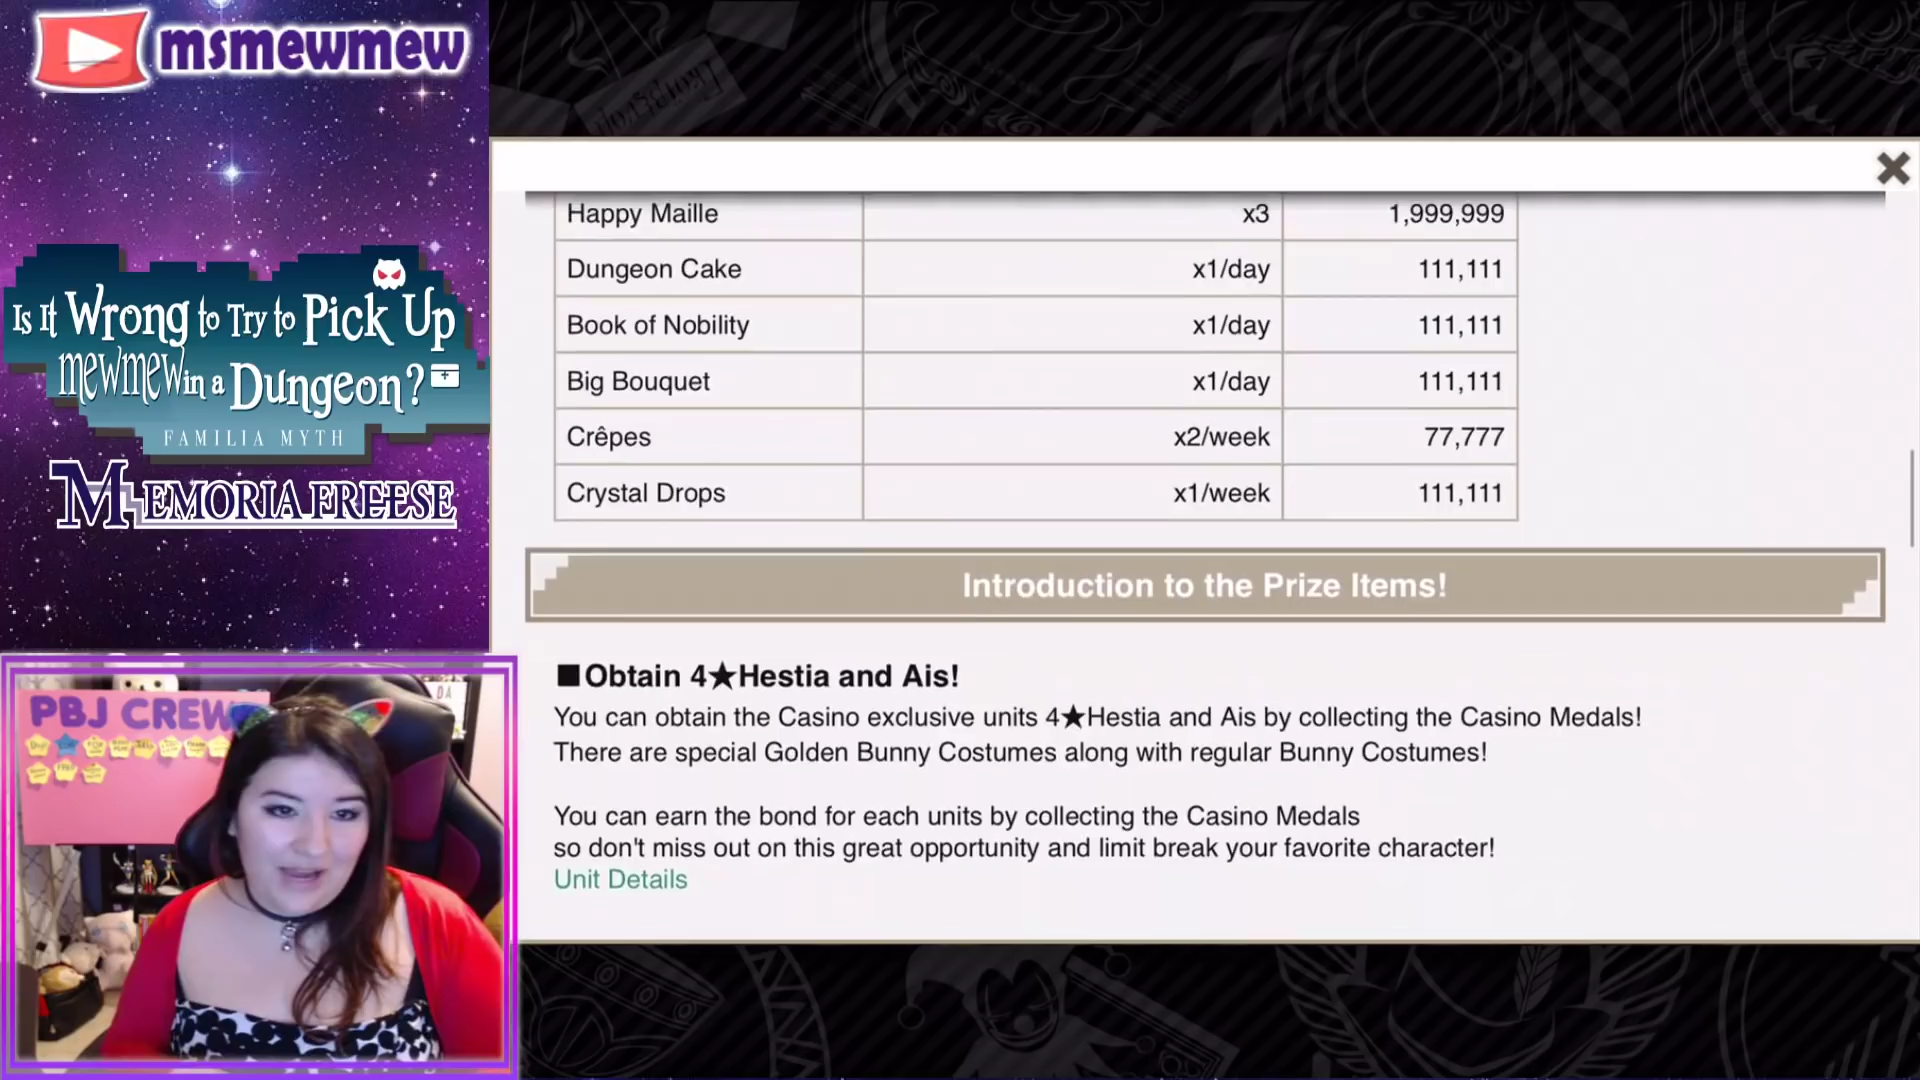 msmewmew
Is It Wrong to Try to Pick Up
mewmew in a Dungeon?
FAMILIA MYTH
MEMORIA FREESE
PBJ CREW
DA
Happy Maille x3 1,999,999
Dungeon Cake x1/day 111,111
Book of Nobility x1/day 111,111
Big Bouquet x1/day 111,111
Crêpes x2/week 77,777
Crystal Drops x1/week 111,111
Introduction to the Prize Items!
■Obtain 4★Hestia and Ais!
You can obtain the Casino exclusive units 4★Hestia and Ais by collecting the Casino Medals!
There are special Golden Bunny Costumes along with regular Bunny Costumes!
You can earn the bond for each units by collecting the Casino Medals
so don't miss out on this great opportunity and limit break your favorite character!
Unit Details